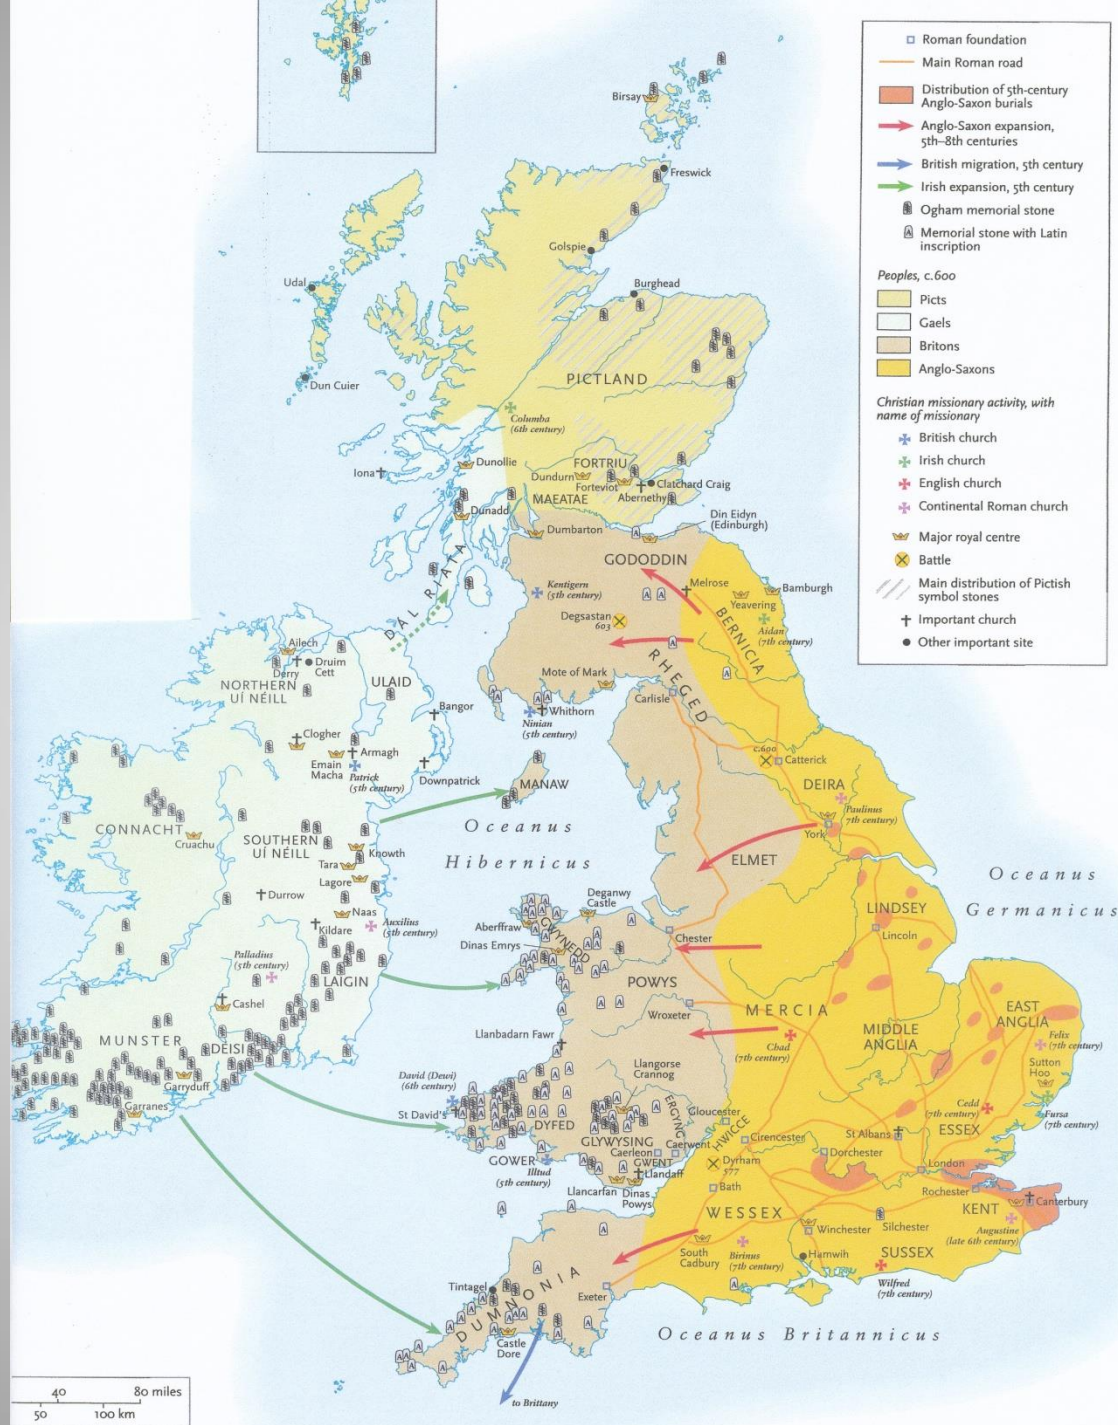 Roman foundation
Main Roman road
Distribution of 5th-century
Anglo-Saxon burials
Anglo-Saxon expansion,
5th–8th centuries
British migration, 5th century
Irish expansion, 5th century
Ogham memorial stone
Memorial stone with Latin
inscription
Peoples, c.600
Picts
Gaels
Britons
Anglo-Saxons
Christian missionary activity, with
name of missionary
British church
Irish church
English church
Continental Roman church
Major royal centre
Battle
Main distribution of Pictish
symbol stones
Important church
Other important site
Birsay
Freswick
Golspie
Udal
Burghead
Dun Cuier
PICTLAND
Columba
(6th century)
Iona
Dunollie
FORTRIU
Dundurn
Forteviot
Clatchard Craig
Abernethy
MAEATAE
Dunadd
Din Eidyn
(Edinburgh)
Dumbarton
GODODDIN
DÁL RIATA
Kentigern
(5th century)
Melrose
Bamburgh
Yeavering
Degsastan
603
BERNICIA
Aidan
(7th century)
Ailech
Derry
Druim
Cett
NORTHERN
UÍ NÉILL
ULAID
Mote of Mark
RHEGED
Carlisle
Bangor
Whithorn
Ninian
(5th century)
Clogher
Armagh
Emain
Macha
Patrick
(5th century)
Downpatrick
c.600
Catterick
MANAW
DEIRA
Paulinus
7th century)
CONNACHT
Cruachu
SOUTHERN
UÍ NÉILL
Oceanus
Hibernicus
York
Knowth
Tara
Lagore
ELMET
Durrow
Naas
Kildare
Auxilius
(5th century)
Deganwy
Castle
Aberffraw
GWYNEDD
Dinas Emrys
LINDSEY
Lincoln
Oceanus
Germanicus
Chester
Palladius
(5th century)
LAIGIN
Cashel
POWYS
Wroxeter
MERCIA
EAST
ANGLIA
MUNSTER
DÉISI
Llanbadarn Fawr
MIDDLE
ANGLIA
Chad
(7th century)
Felix
(7th century)
Sutton
Hoo
Garryduff
Garranes
David (Dewi)
(6th century)
St David's
Llangorse
Crannog
Cedd
(7th century)
Fursa
(7th century)
DYFED
ERGYNG
Gloucester
HWICCE
Cirencester
St Albans
ESSEX
GLYWYSING
Caerleon
Caerwent
GWENT
Dorchester
London
GOWER
Illtud
(5th century)
Llandaff
Dyrham
577
Bath
Rochester
Canterbury
Llancarfan
Dinas
Powys
WESSEX
KENT
Winchester
Silchester
Augustine
(late 6th century)
South
Cadbury
Birinus
(7th century)
Hamwih
SUSSEX
Wilfred
(7th century)
Tintagel
DUMNONIA
Exeter
Castle
Dore
Oceanus Britannicus
to Brittany
40 80 miles
50 100 km